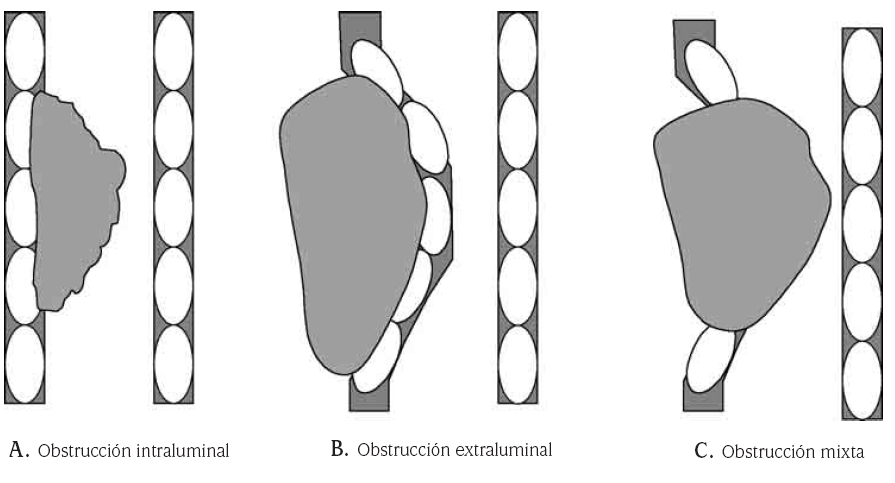 A. Obstrucción intraluminal
B. Obstrucción extraluminal
C. Obstrucción mixta